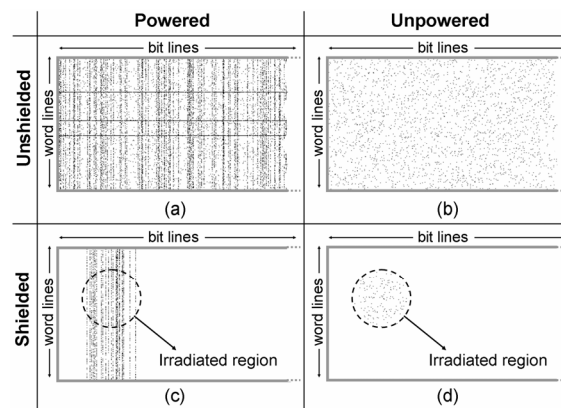 Powered
Unpowered
Unshielded
bit lines
word lines
(a)
bit lines
word lines
(b)
Shielded
bit lines
word lines
Irradiated region
(c)
bit lines
word lines
Irradiated region
(d)